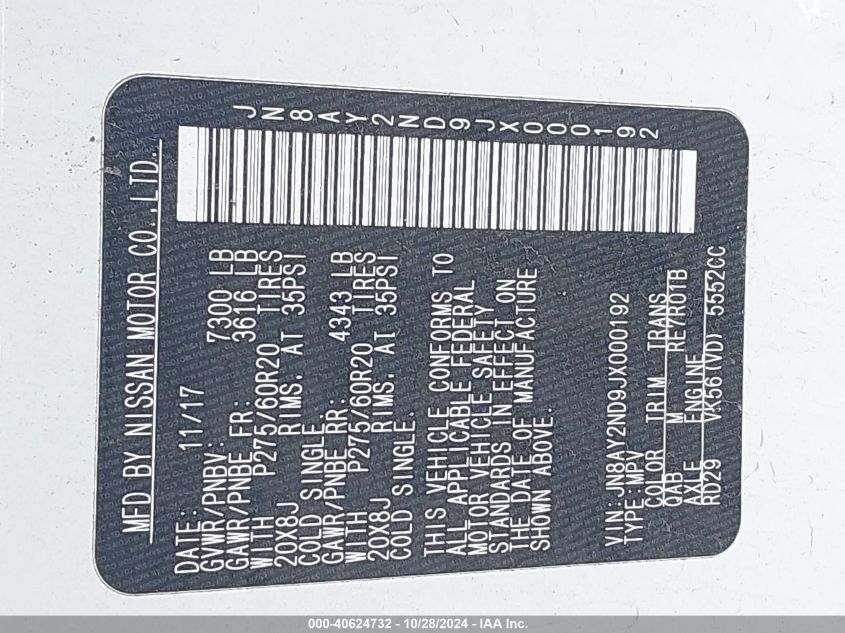 MFD BY NISSAN MOTOR CO.,LTD.
DATE: 11/17
GVWR/PNBV: 7300 LB
GAWR/PNBE FR: 3616 LB
WITH P275/60R20 TIRES
20X8J RIMS. AT 35PSI
COLD SINGLE
GAWR/PNBE RR: 4343 LB
WITH P275/60R20 TIRES
20X8J RIMS. AT 35PSI
COLD SINGLE.
THIS VEHICLE CONFORMS TO
ALL APPLICABLE FEDERAL
MOTOR VEHICLE SAFETY
STANDARDS IN EFFECT ON
THE DATE OF MANUFACTURE
SHOWN ABOVE.
JN8AY2ND9JX000192
VIN:JN8AY2ND9JX000192
TYPE:MPV
COLOR TRIM TRANS
QAB M RE7R01B
AXLE ENGINE
RD29 VK56(VD) 5552CC
000-40624732 - 10/28/2024 - IAA Inc.